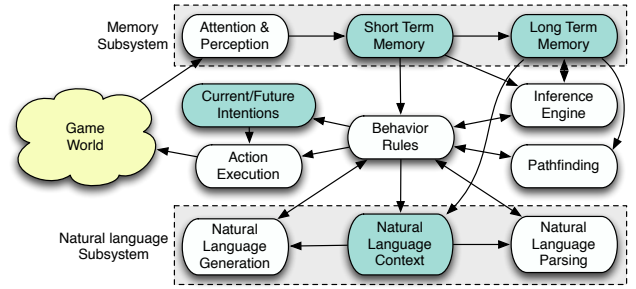 Memory
Subsystem
Attention &
Perception
Short Term
Memory
Long Term
Memory
Current/Future
Intentions
Inference
Engine
Game
World
Behavior
Rules
Action
Execution
Pathfinding
Natural language
Subsystem
Natural
Language
Generation
Natural
Language
Context
Natural
Language
Parsing